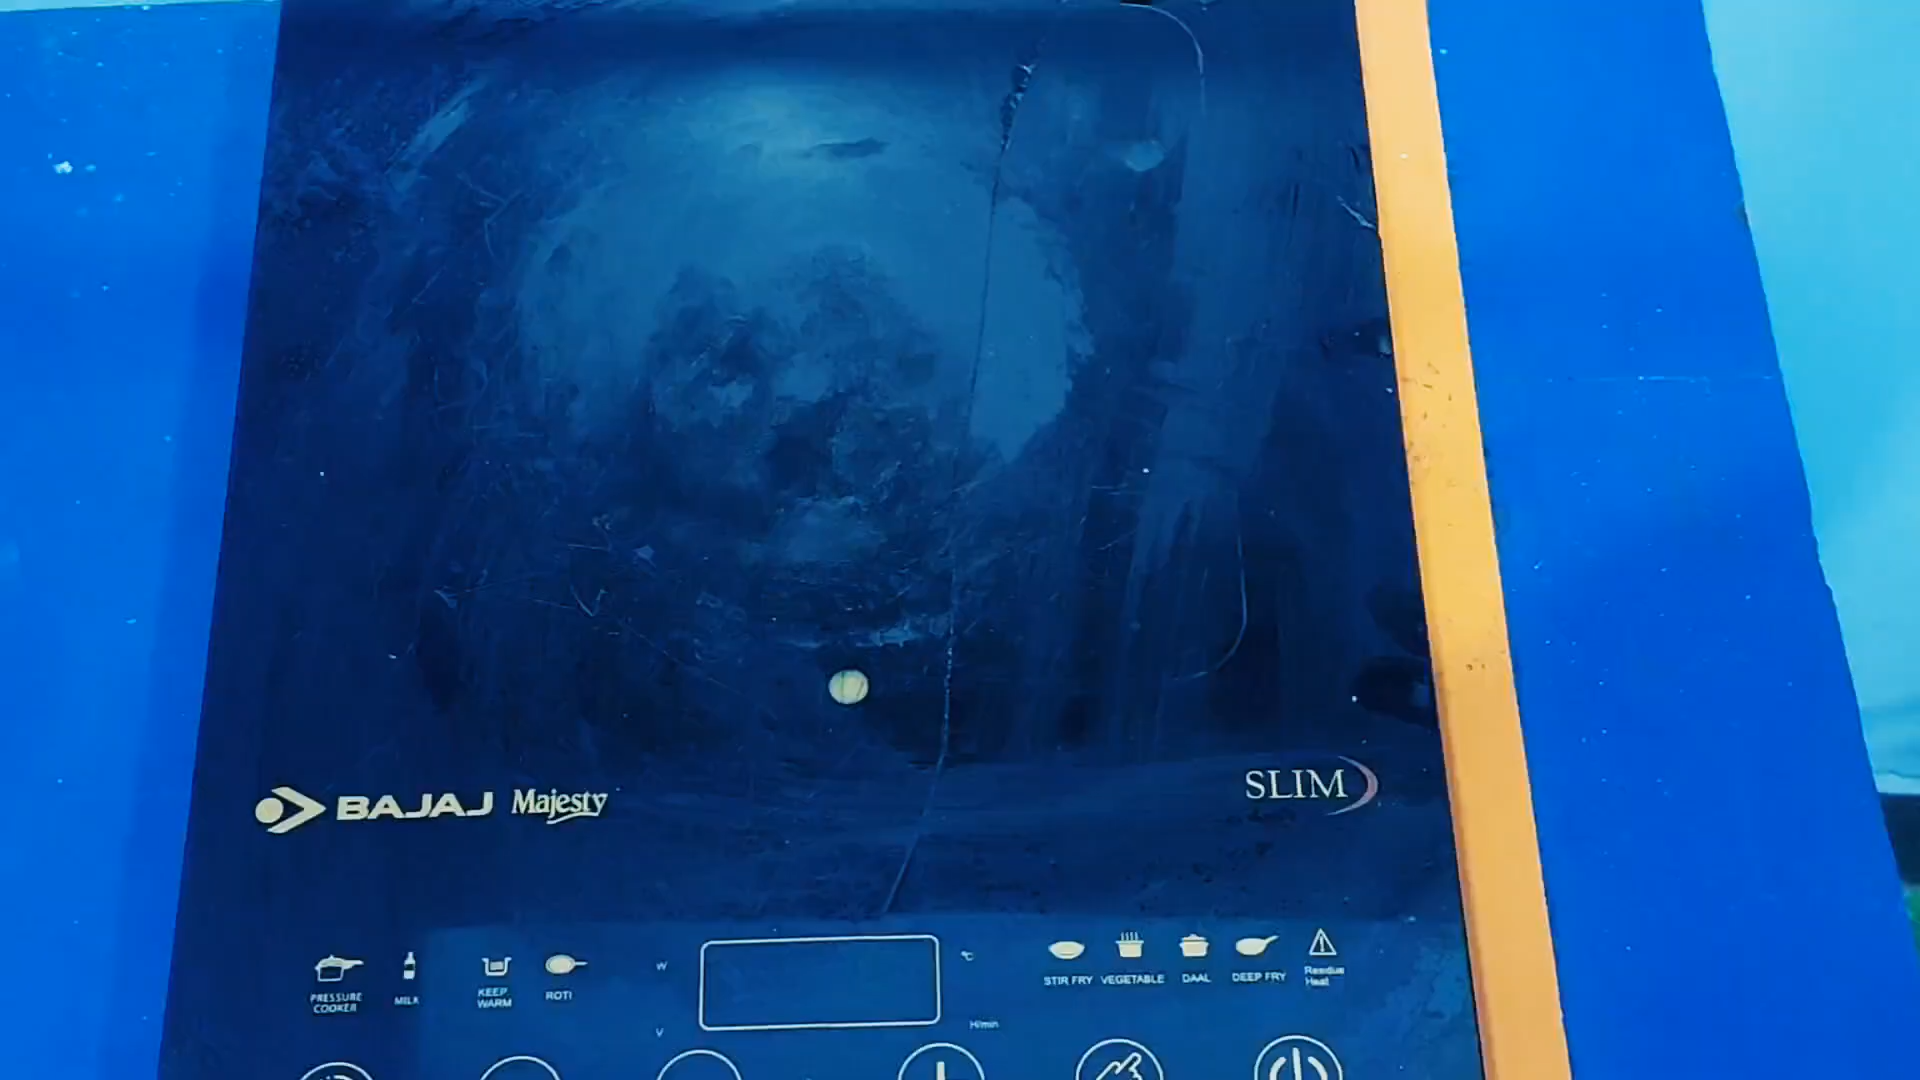 BAJAJ Majesty
SLIM
PRESSURE COOKER
MILK
KEEP WARM
ROTI
W
V
°C
H/min
STIR FRY
VEGETABLE
DAAL
DEEP FRY
Residue Heat